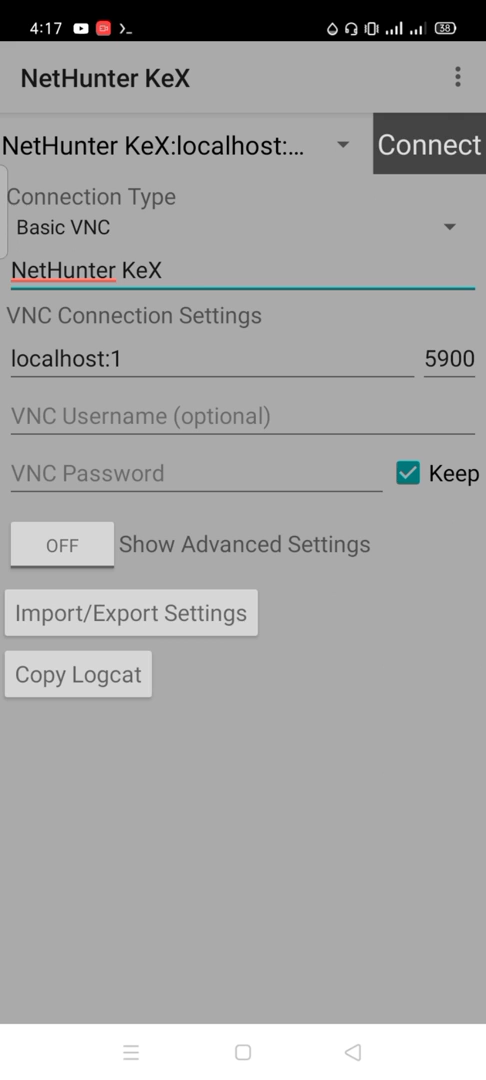 4:17
38
NetHunter KeX
NetHunter KeX:localhost:...
Connect
Connection Type
Basic VNC
NetHunter KeX
VNC Connection Settings
localhost:1
5900
VNC Username (optional)
VNC Password
Keep
OFF
Show Advanced Settings
Import/Export Settings
Copy Logcat